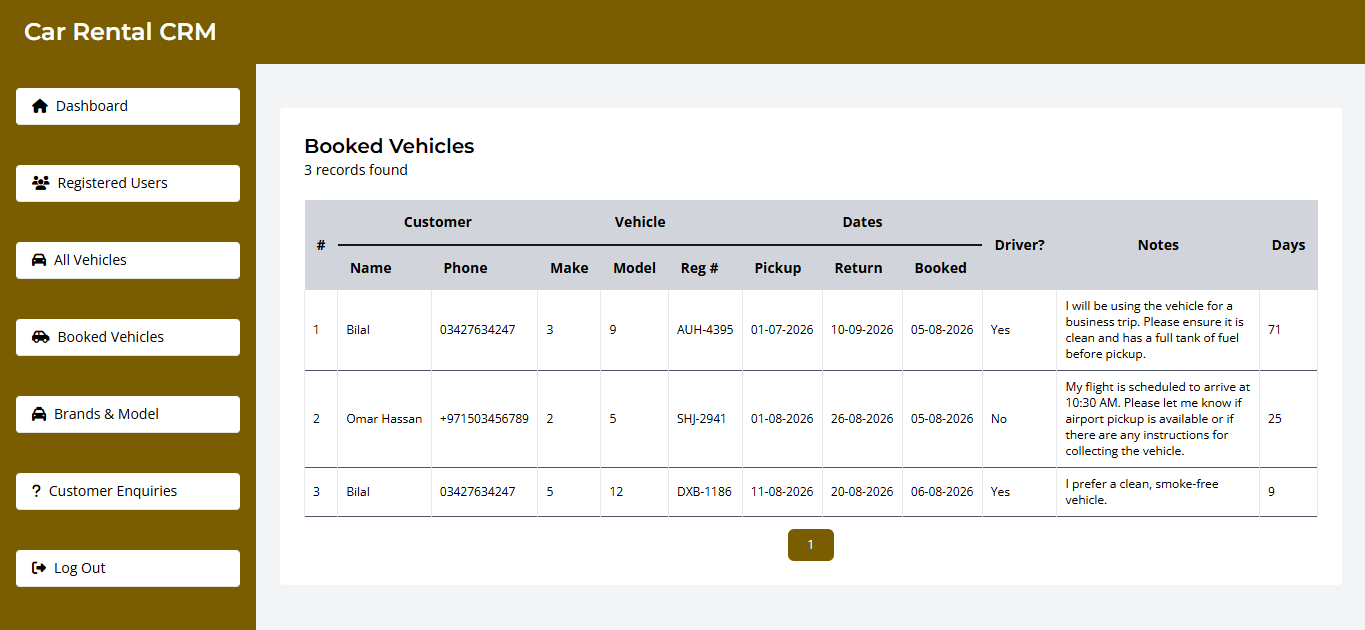 Car Rental CRM
Dashboard
Registered Users
All Vehicles
Booked Vehicles
Brands & Model
? Customer Enquiries
Log Out
Booked Vehicles
3 records found
# Customer Vehicle Dates Driver? Notes Days
Name Phone Make Model Reg # Pickup Return Booked
1 Bilal 03427634247 3 9 AUH-4395 01-07-2026 10-09-2026 05-08-2026 Yes
I will be using the vehicle for a
business trip. Please ensure it is
clean and has a full tank of fuel
before pickup.
71
2 Omar Hassan +971503456789 2 5 SHJ-2941 01-08-2026 26-08-2026 05-08-2026 No
My flight is scheduled to arrive at
10:30 AM. Please let me know if
airport pickup is available or if
there are any instructions for
collecting the vehicle.
25
3 Bilal 03427634247 5 12 DXB-1186 11-08-2026 20-08-2026 06-08-2026 Yes
I prefer a clean, smoke-free
vehicle.
9
1